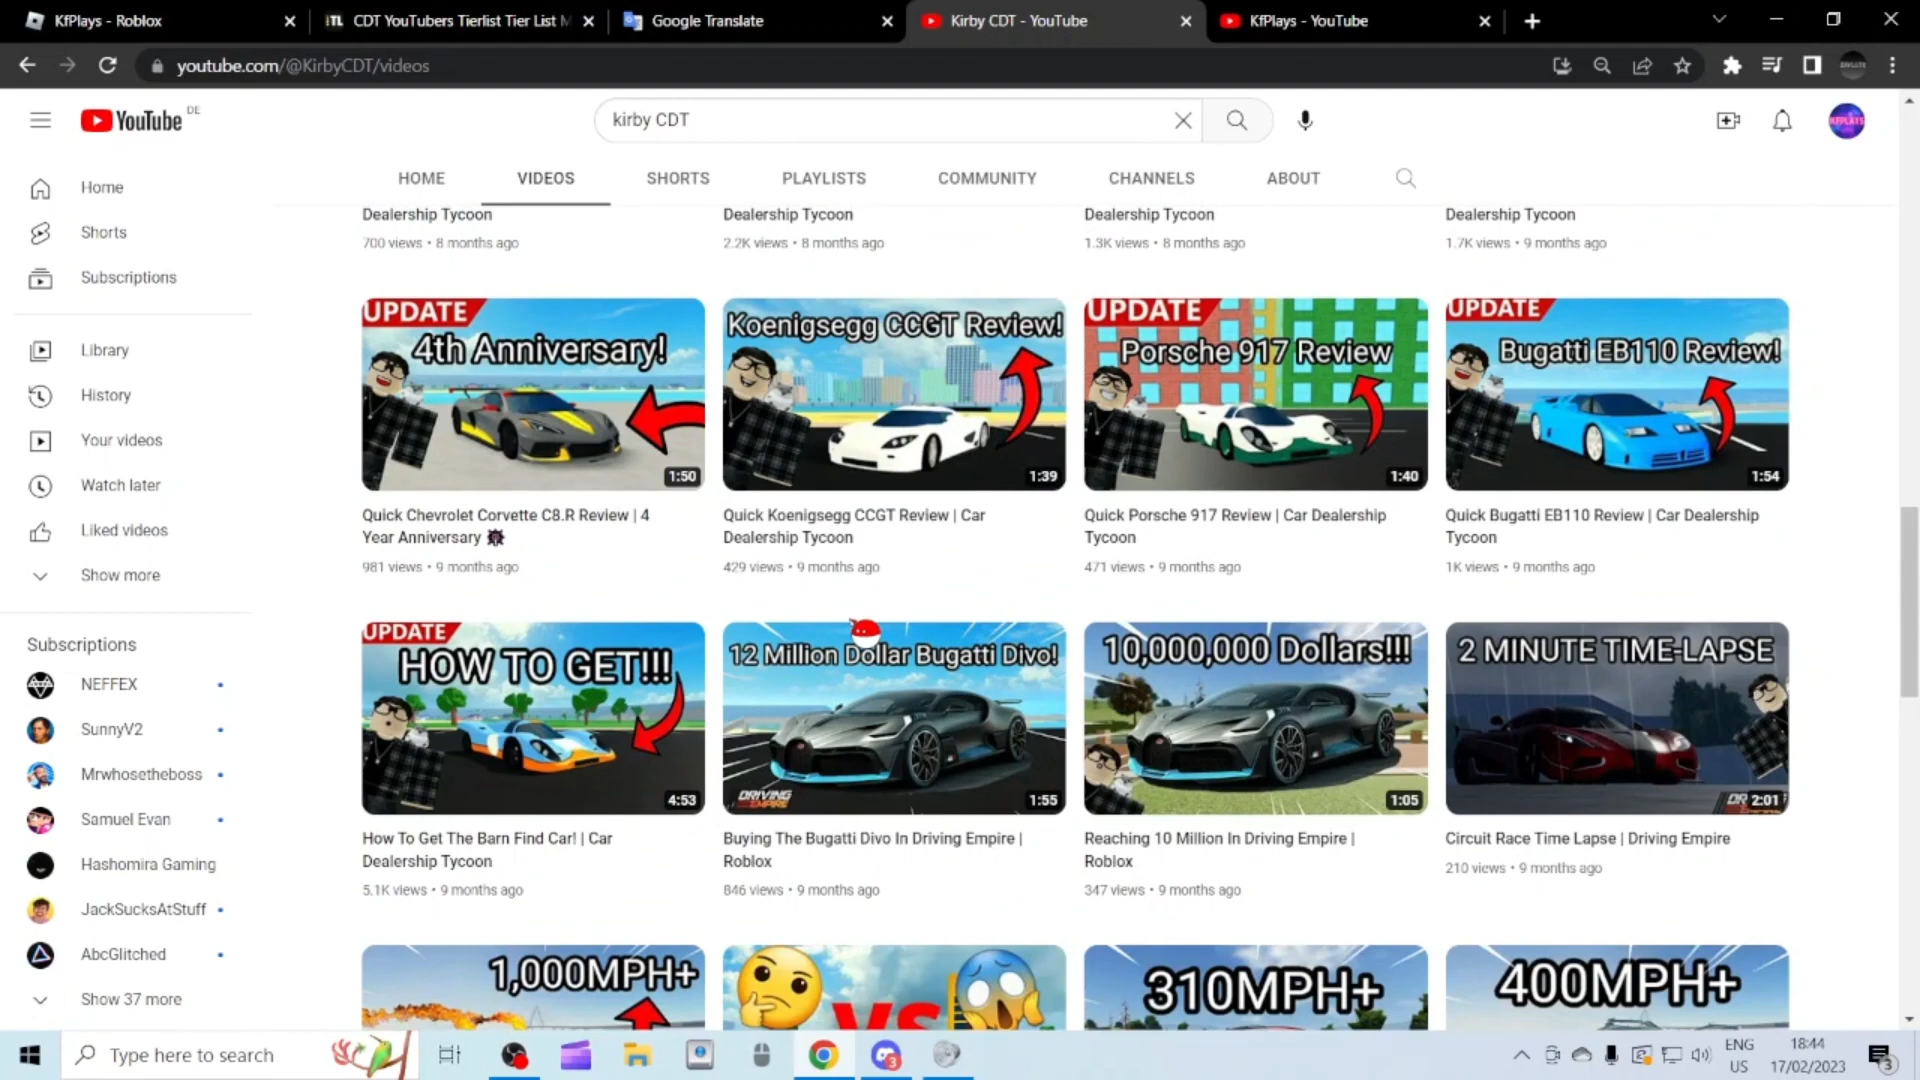 KfPlays - Roblox
TL CDT YouTubers Tierlist Tier List M
Google Translate
Kirby CDT - YouTube
KfPlays - YouTube
youtube.com/@KirbyCDT/videos
YouTube DE
kirby CDT
KFPLAYS
HOME VIDEOS SHORTS PLAYLISTS COMMUNITY CHANNELS ABOUT
Home
Shorts
Subscriptions
Library
History
Your videos
Watch later
Liked videos
Show more
Subscriptions
NEFFEX
SunnyV2
Mrwhosetheboss
Samuel Evan
Hashomira Gaming
JackSucksAtStuff
AbcGlitched
Show 37 more
Dealership Tycoon
700 views • 8 months ago
Dealership Tycoon
2.2K views • 8 months ago
Dealership Tycoon
1.3K views • 8 months ago
Dealership Tycoon
1.7K views • 9 months ago
UPDATE
4th Anniversary!
1:50
Quick Chevrolet Corvette C8.R Review | 4
Year Anniversary
981 views • 9 months ago
Koenigsegg CCGT Review!
1:39
Quick Koenigsegg CCGT Review | Car
Dealership Tycoon
429 views • 9 months ago
UPDATE
Porsche 917 Review
1:40
Quick Porsche 917 Review | Car Dealership
Tycoon
471 views • 9 months ago
UPDATE
Bugatti EB110 Review!
1:54
Quick Bugatti EB110 Review | Car Dealership
Tycoon
1K views • 9 months ago
UPDATE
HOW TO GET!!!
4:53
How To Get The Barn Find Car! | Car
Dealership Tycoon
5.1K views • 9 months ago
12 Million Dollar Bugatti Divo!
DRIVING
EMPIRE
1:55
Buying The Bugatti Divo In Driving Empire |
Roblox
846 views • 9 months ago
10,000,000 Dollars!!!
1:05
Reaching 10 Million In Driving Empire |
Roblox
347 views • 9 months ago
2 MINUTE TIME-LAPSE
2:01
Circuit Race Time Lapse | Driving Empire
210 views • 9 months ago
1,000MPH+
VS
310MPH+
400MPH+
Type here to search
3
ENG
US
18:44
17/02/2023
3